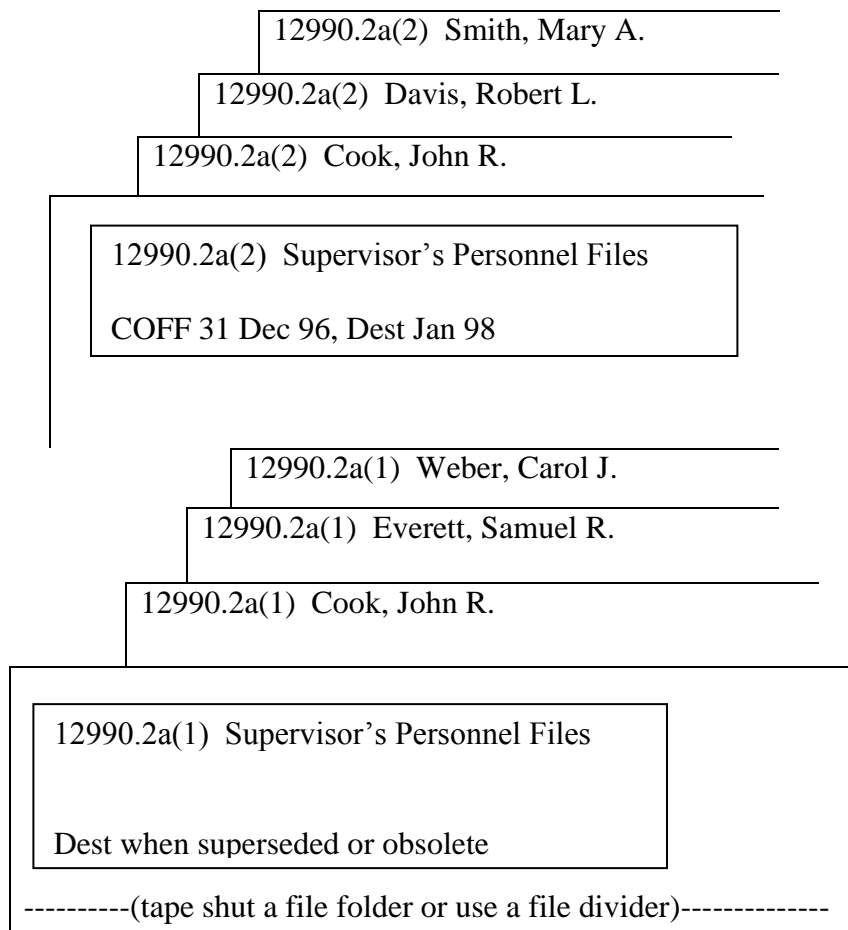 12990.2a(2)  Smith, Mary A.
12990.2a(2)  Davis, Robert L.
12990.2a(2)  Cook, John R.
12990.2a(2)  Supervisor’s Personnel Files
COFF 31 Dec 96, Dest Jan 98
12990.2a(1)  Weber, Carol J.
12990.2a(1)  Everett, Samuel R.
12990.2a(1)  Cook, John R.
12990.2a(1)  Supervisor’s Personnel Files
Dest when superseded or obsolete
----------(tape shut a file folder or use a file divider)--------------